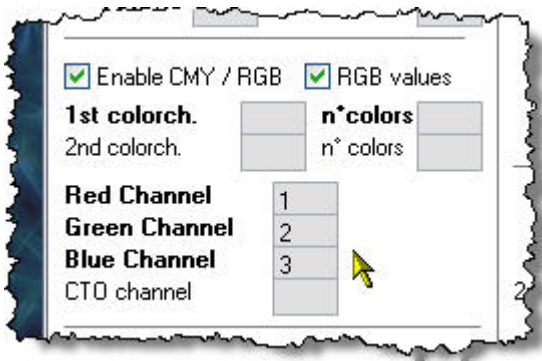 Enable CMY / RGB RGB values
1st colorch. n°colors
2nd colorch. n° colors
Red Channel 1
Green Channel 2
Blue Channel 3
CTO channel
2